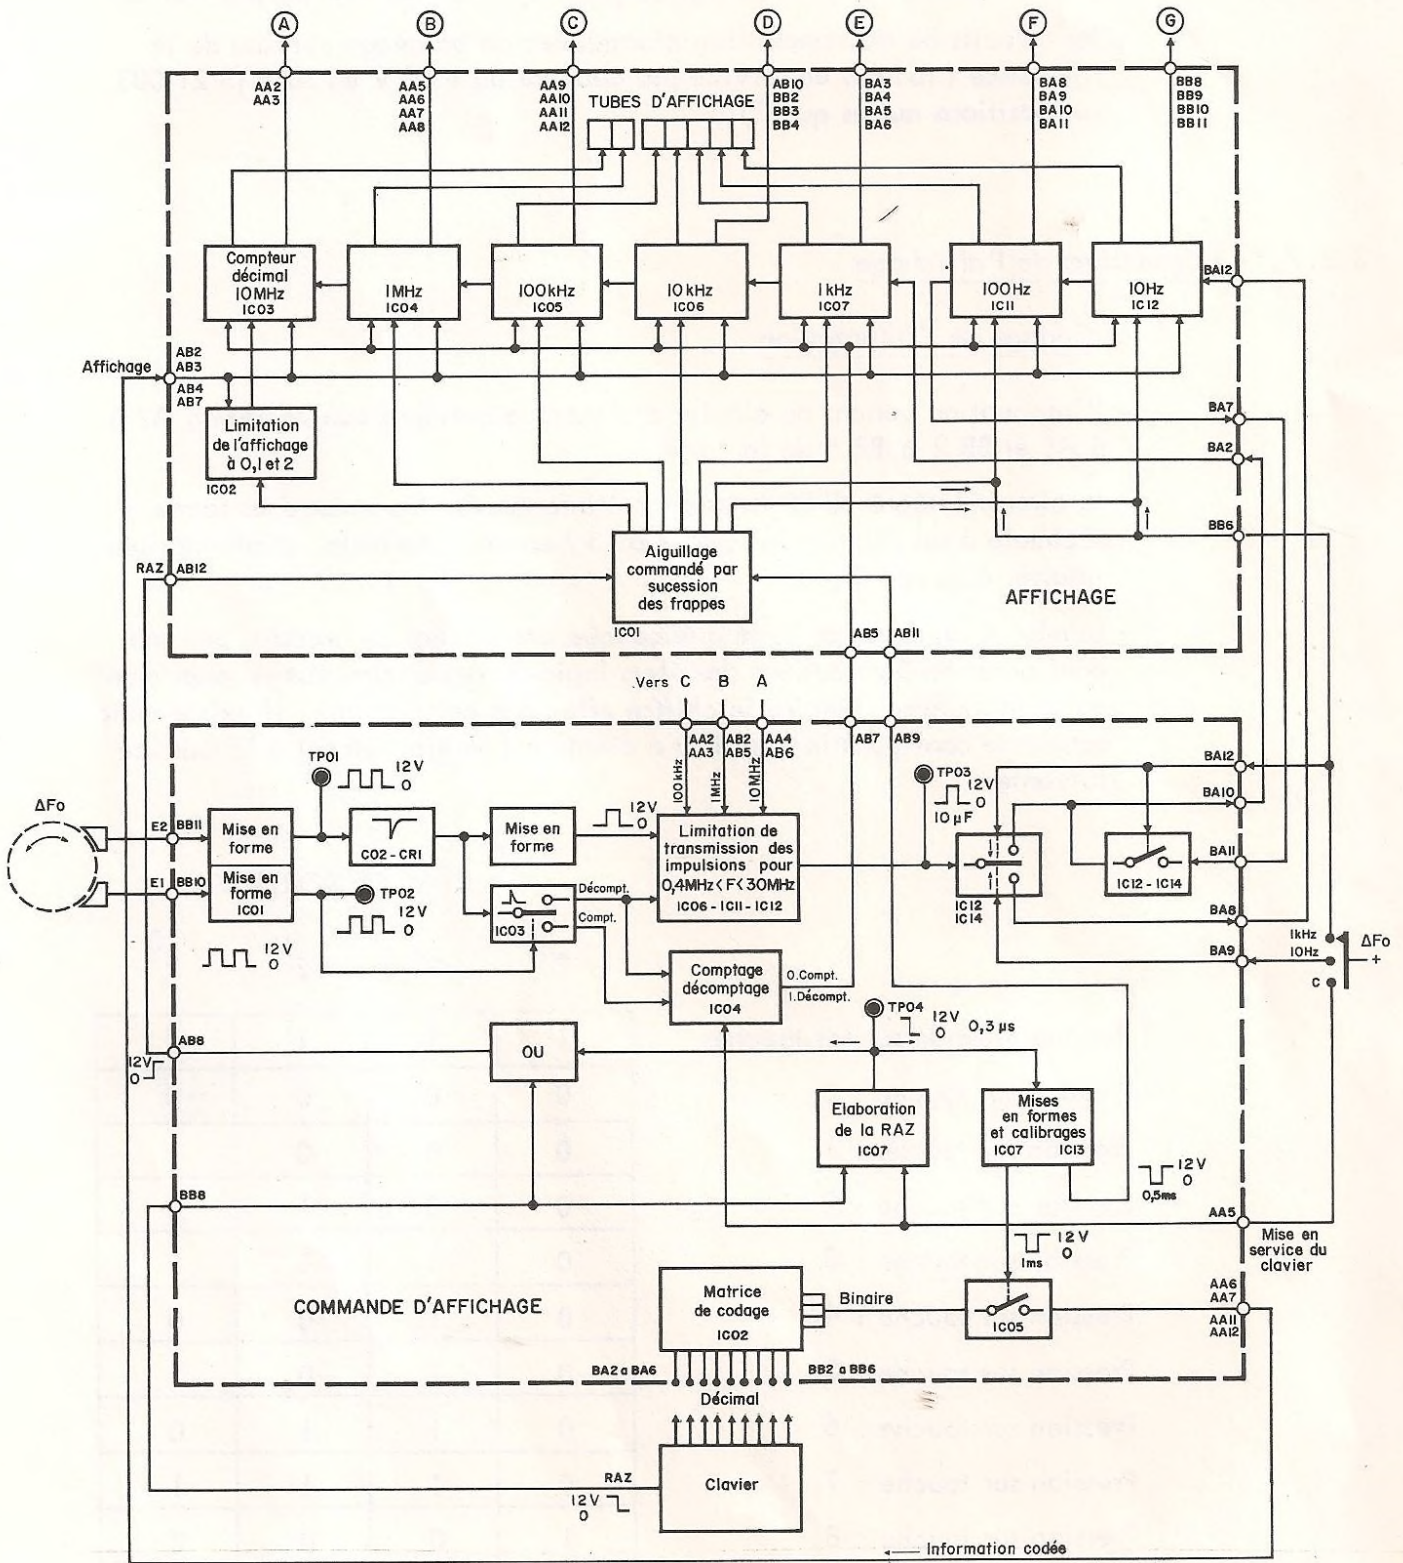 A B C D E F G
AA2
AA3
AA5
AA6
AA7
AA8
AA9
AA10
AA11
AA12
TUBES D'AFFICHAGE
AB10
BB2
BB3
BB4
BA3
BA4
BA5
BA6
BA8
BA9
BA10
BA11
BB8
BB9
BB10
BB11
Compteur
décimal
10MHz
IC03
1MHz
IC04
100kHz
IC05
10kHz
IC06
1kHz
IC07
100Hz
IC11
10Hz
IC12
BA12
Affichage
AB2
AB3
AB4
AB7
Limitation
de l'affichage
à 0,1 et 2
IC02
BA7
BA2
BB6
RAZ
AB12
Aiguillage
commandé par
sucession
des frappes
IC01
AFFICHAGE
AB5
AB11
Vers C B A
AA2
AA3
AB2
AB5
AA4
AB6
AB7
AB9
100kHz
1MHz
10MHz
ΔFo
E2
BB11
E1
BB10
Mise en
forme
Mise en
forme
IC01
TP01
12V
0
C02-CR1
TP02
12V
0
12V
0
Mise en
forme
12V
0
IC03
Décompt.
Compt.
Limitation de
transmission des
impulsions pour
0,4MHz<F<30MHz
IC06-IC11-IC12
TP03
12V
0
10µF
IC12
IC14
IC12-IC14
BA12
BA10
BA11
BA8
BA9
1kHz
10Hz
C
ΔFo
+
Comptage
décomptage
IC04
0.Compt.
1.Décompt.
TP04
12V
0
0,3µs
AB8
12V
0
OU
Elaboration
de la RAZ
IC07
Mises
en formes
et calibrages
IC07 IC13
12V
0
0,5ms
BB8
AA5
Mise en
service du
clavier
12V
0
1ms
COMMANDE D'AFFICHAGE
Matrice
de codage
IC02
Binaire
IC05
AA6
AA7
AA11
AA12
BA2 a BA6
BB2 a BB6
Décimal
RAZ
12V
0
Clavier
Information codée